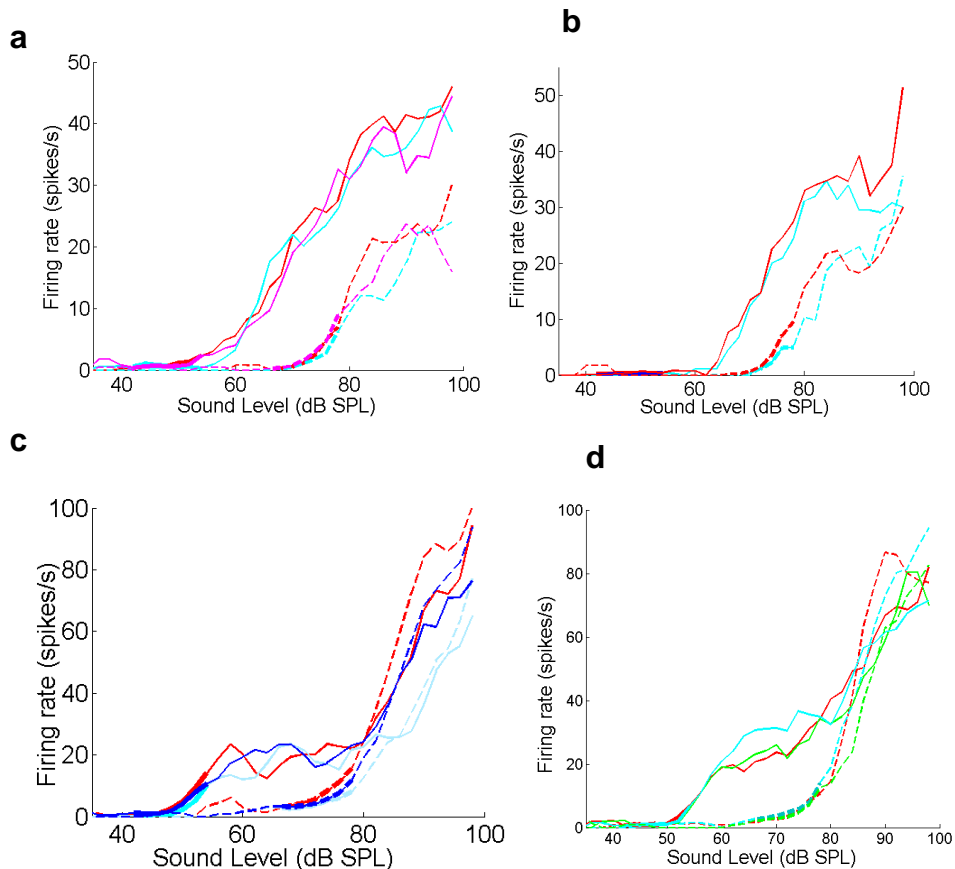 a
50
40
30
20
10
0
Firing rate (spikes/s)
40 60 80 100
Sound Level (dB SPL)
b
50
40
30
20
10
0
Firing rate (spikes/s)
40 60 80 100
Sound Level (dB SPL)
c
100
80
60
40
20
0
Firing rate (spikes/s)
40 60 80 100
Sound Level (dB SPL)
d
100
80
60
40
20
0
Firing rate (spikes/s)
40 50 60 70 80 90 100
Sound Level (dB SPL)